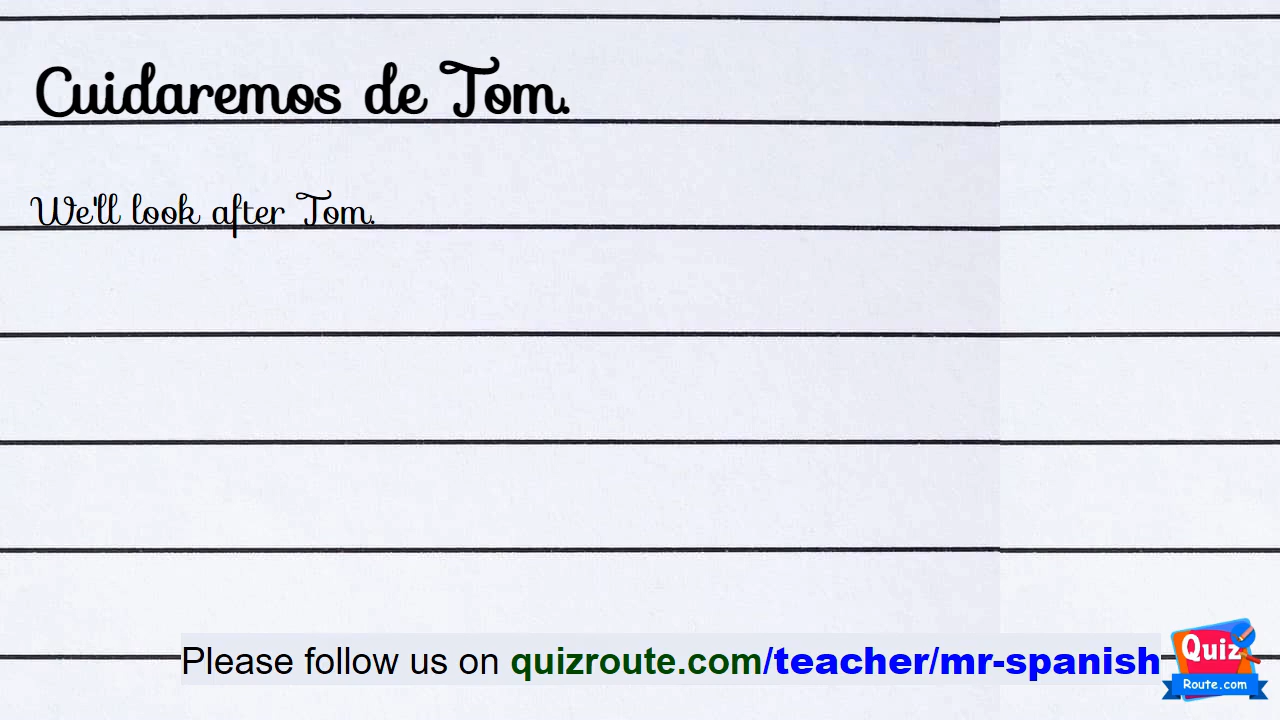 Cuidaremos de Tom.
We'll look after Tom.
Please follow us on quizroute.com/teacher/mr-spanish
Quiz
Route.com